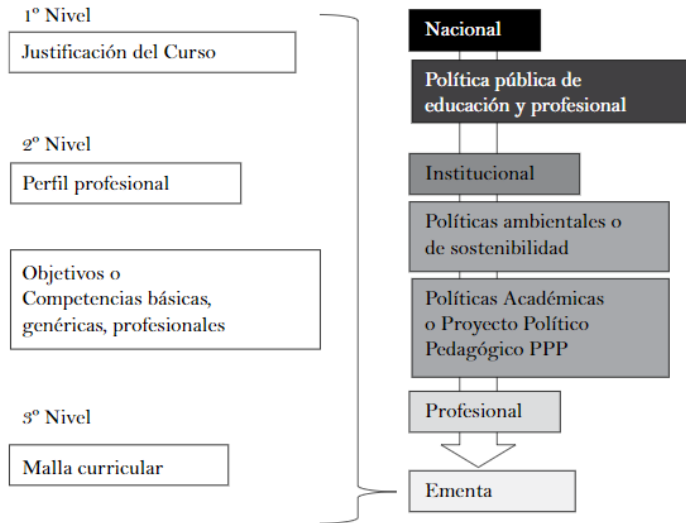 1º Nivel
Justificación del Curso
2º Nivel
Perfil profesional
Objetivos o
Competencias básicas,
genéricas, profesionales
3º Nivel
Malla curricular
Nacional
Política pública de
educación y profesional
Institucional
Políticas ambientales o
de sostenibilidad
Políticas Académicas
o Proyecto Político
Pedagógico PPP
Profesional
Ementa